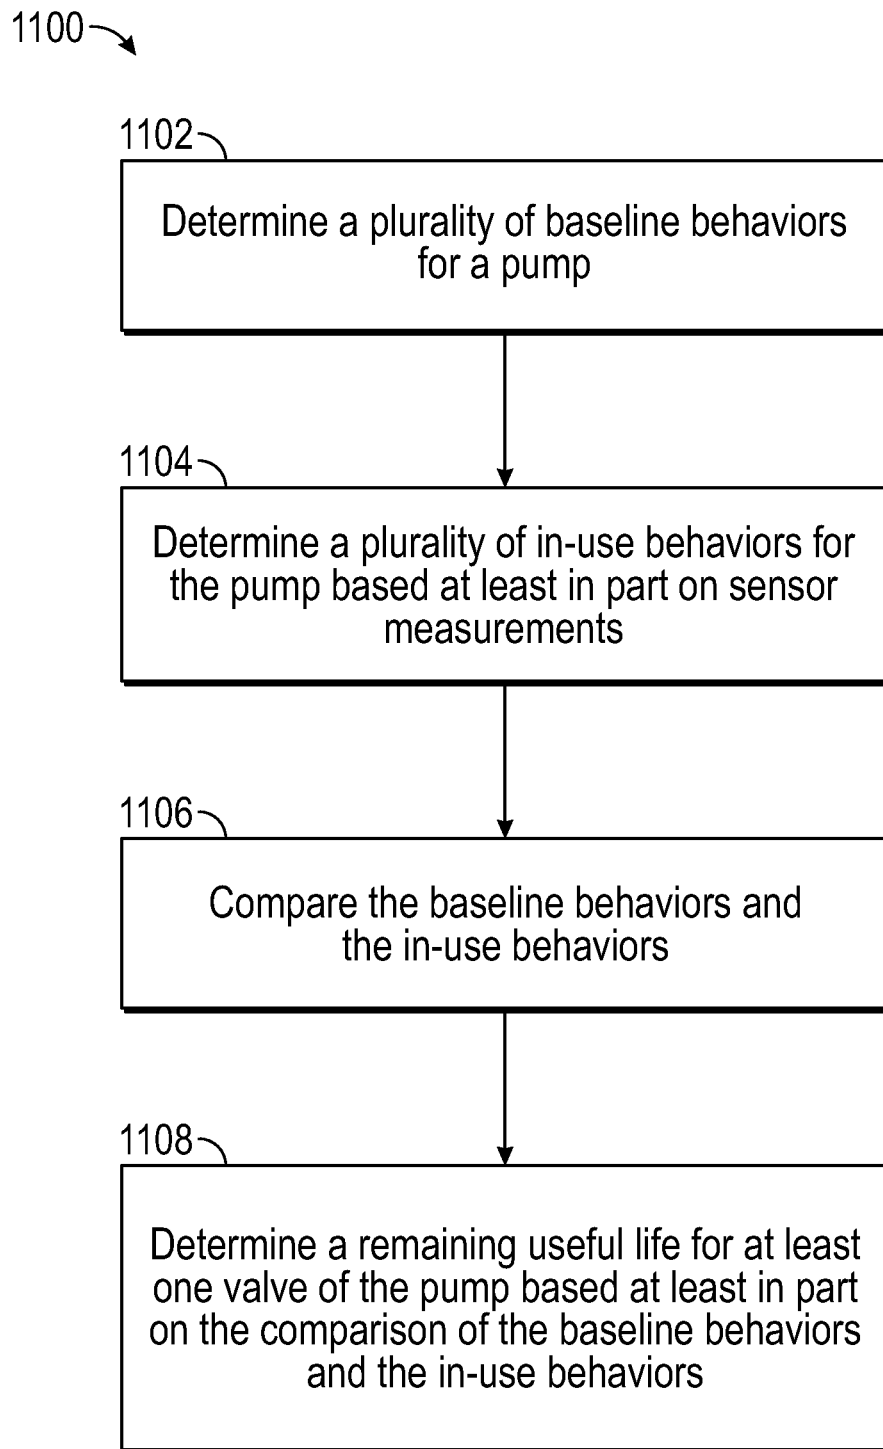 1100
1102
Determine a plurality of baseline behaviors
for a pump
1104
Determine a plurality of in-use behaviors for
the pump based at least in part on sensor
measurements
1106
Compare the baseline behaviors and
the in-use behaviors
1108
Determine a remaining useful life for at least
one valve of the pump based at least in part
on the comparison of the baseline behaviors
and the in-use behaviors